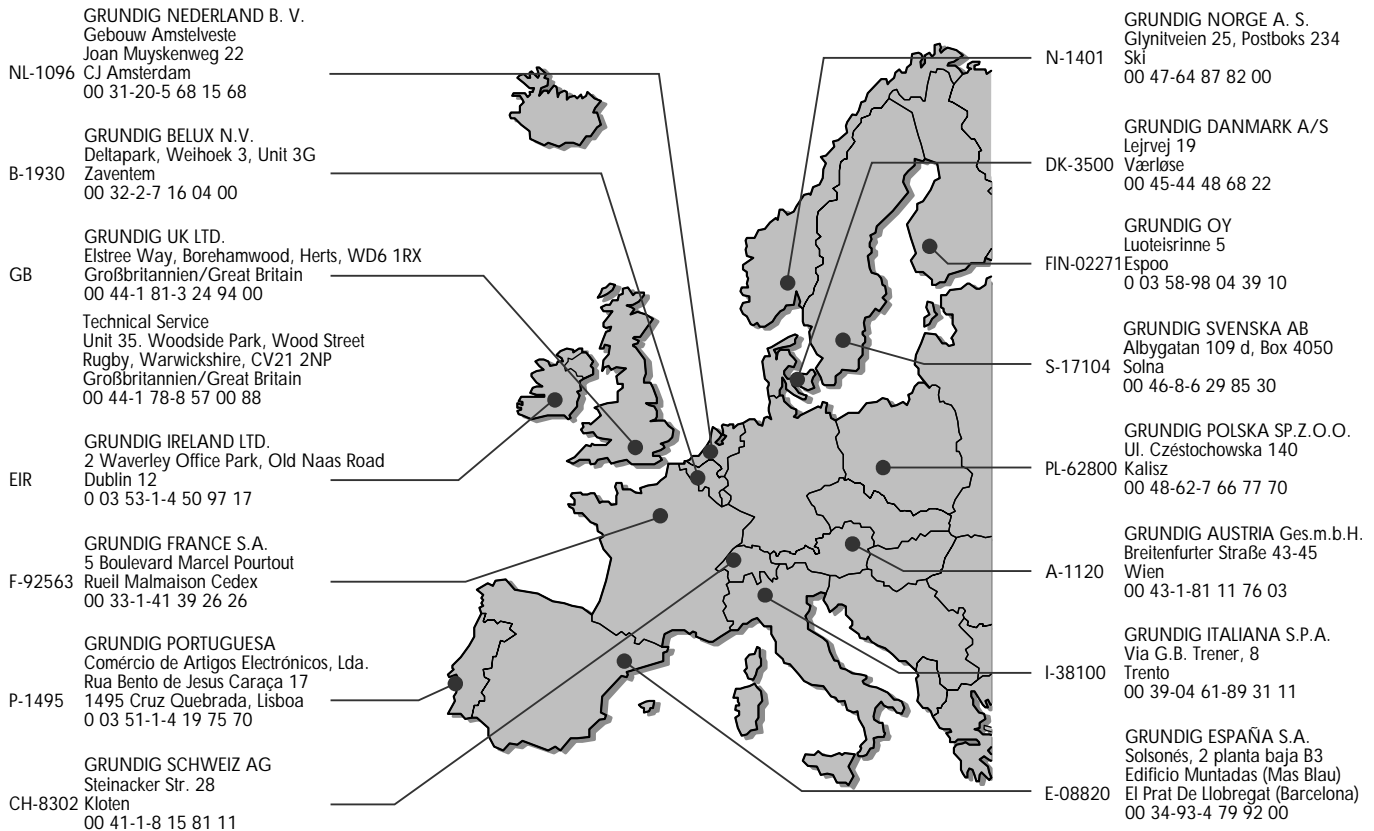 GRUNDIG NEDERLAND B. V.
Gebouw Amstelveste
Joan Muyskenweg 22
NL-1096 CJ Amsterdam
00 31-20-5 68 15 68
GRUNDIG BELUX N.V.
Deltapark, Weihoek 3, Unit 3G
B-1930 Zaventem
00 32-2-7 16 04 00
GRUNDIG UK LTD.
Elstree Way, Borehamwood, Herts, WD6 1RX
GB Großbritannien/Great Britain
00 44-1 81-3 24 94 00
Technical Service
Unit 35. Woodside Park, Wood Street
Rugby, Warwickshire, CV21 2NP
Großbritannien/Great Britain
00 44-1 78-8 57 00 88
GRUNDIG IRELAND LTD.
2 Waverley Office Park, Old Naas Road
EIR Dublin 12
0 03 53-1-4 50 97 17
GRUNDIG FRANCE S.A.
5 Boulevard Marcel Pourtout
F-92563 Rueil Malmaison Cedex
00 33-1-41 39 26 26
GRUNDIG PORTUGUESA
Comércio de Artigos Electrónicos, Lda.
Rua Bento de Jesus Caraça 17
P-1495 1495 Cruz Quebrada, Lisboa
0 03 51-1-4 19 75 70
GRUNDIG SCHWEIZ AG
Steinacker Str. 28
CH-8302 Kloten
00 41-1-8 15 81 11
GRUNDIG NORGE A. S.
Glynitveien 25, Postboks 234
N-1401 Ski
00 47-64 87 82 00
GRUNDIG DANMARK A/S
Lejrvej 19
DK-3500 Værløse
00 45-44 48 68 22
GRUNDIG OY
Luoteisrinne 5
FIN-02271 Espoo
0 03 58-98 04 39 10
GRUNDIG SVENSKA AB
Albygatan 109 d, Box 4050
S-17104 Solna
00 46-8-6 29 85 30
GRUNDIG POLSKA SP.Z.O.O.
Ul. Czéstochowska 140
PL-62800 Kalisz
00 48-62-7 66 77 70
GRUNDIG AUSTRIA Ges.m.b.H.
Breitenfurter Straße 43-45
A-1120 Wien
00 43-1-81 11 76 03
GRUNDIG ITALIANA S.P.A.
Via G.B. Trener, 8
I-38100 Trento
00 39-04 61-89 31 11
GRUNDIG ESPAÑA S.A.
Solsonés, 2 planta baja B3
Edificio Muntadas (Mas Blau)
E-08820 El Prat De Llobregat (Barcelona)
00 34-93-4 79 92 00